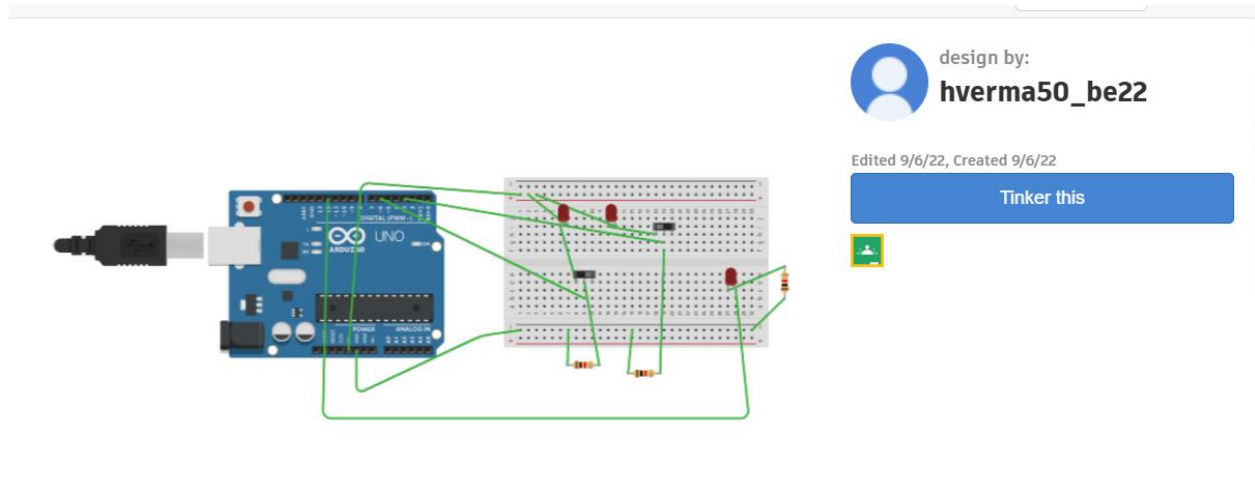 design by:
hverma50_be22
Edited 9/6/22, Created 9/6/22
Tinker this
DIGITAL (PWM~)
UNO
ARDUINO
POWER
ANALOG IN